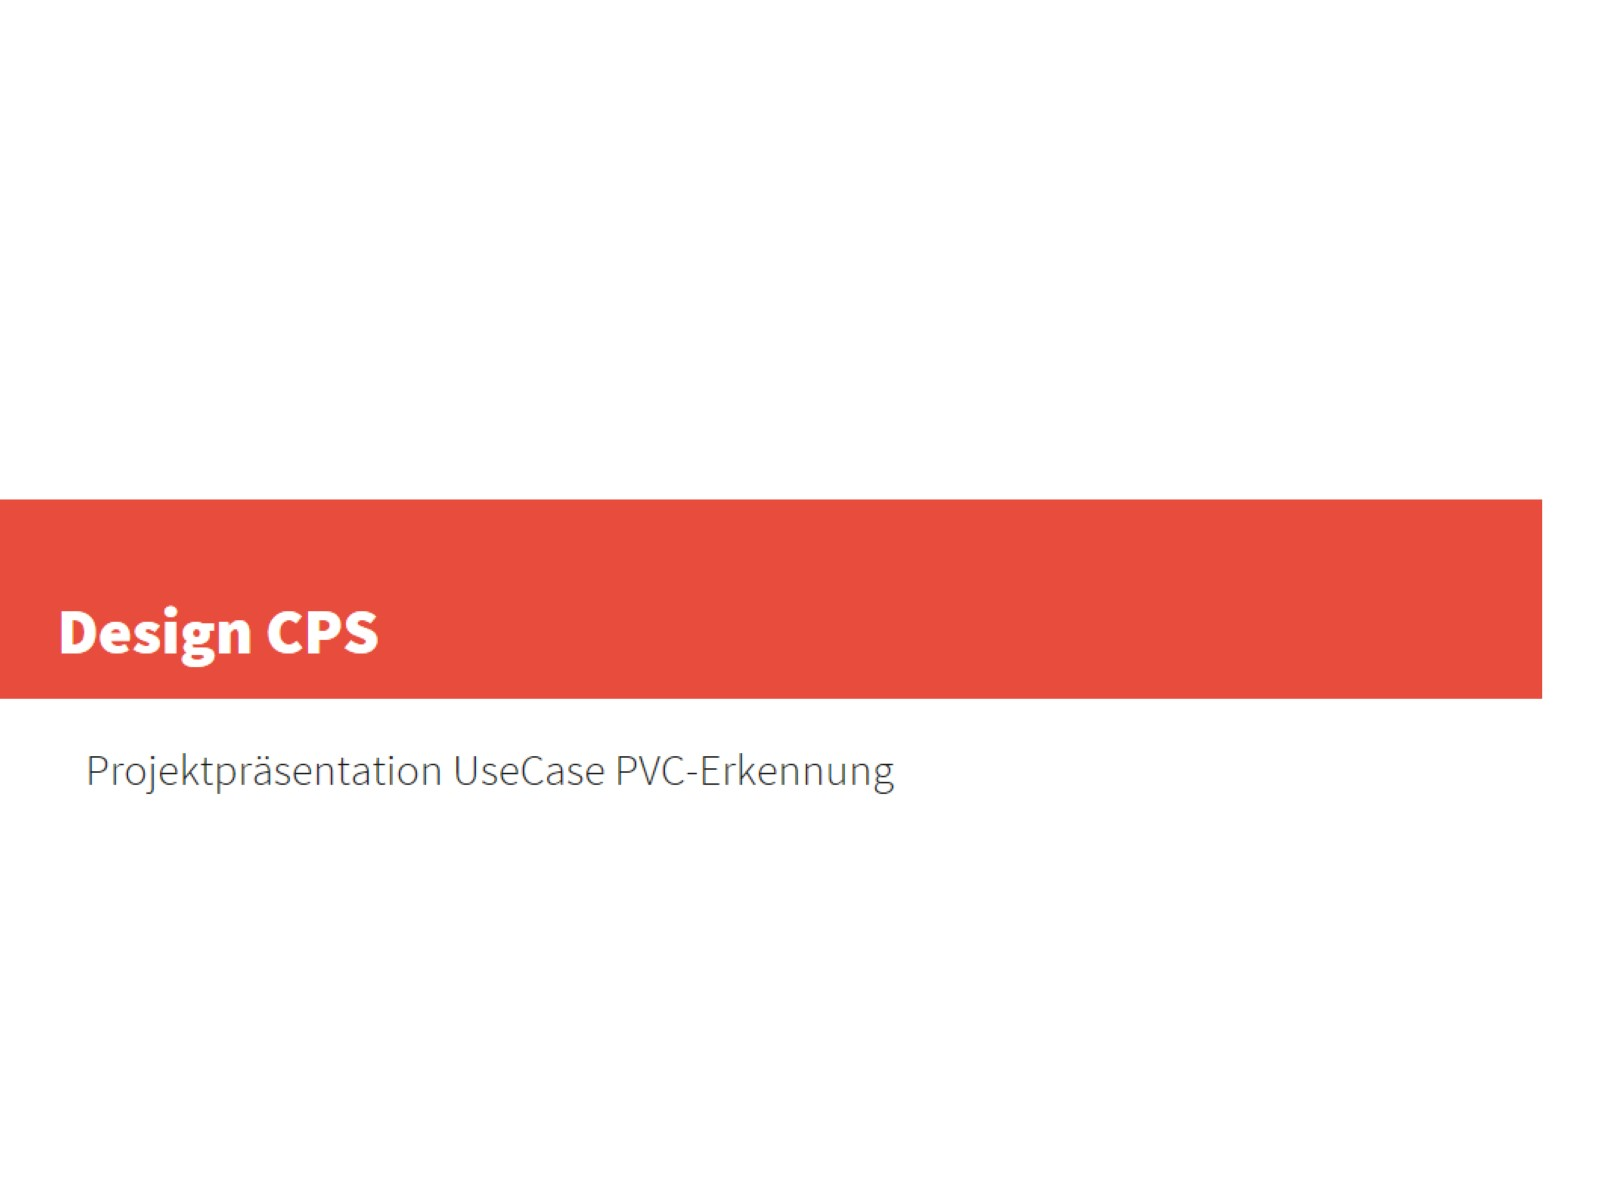 Design CPS
Projektpräsentation UseCase PVC-Erkennung